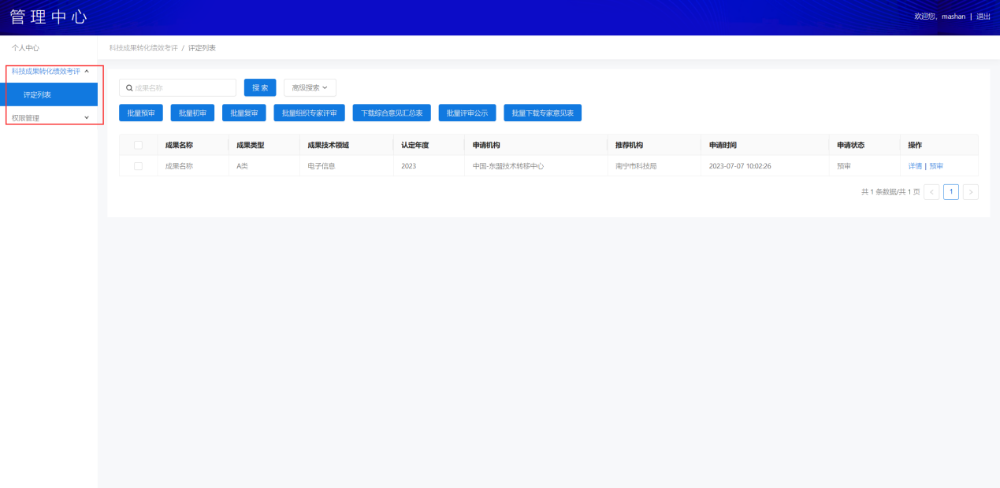 管理中心
欢迎您, mashan | 退出
个人中心
科技成果转化绩效考评 / 评定列表
科技成果转化绩效考评
评定列表
权限管理
成果名称 搜 索 高级搜索
批量预审 批量初审 批量复审 批量组织专家评审 下载综合意见汇总表 批量评审公示 批量下载专家意见表
成果名称 成果类型 成果技术领域 认定年度 申请机构 推荐机构 申请时间 申请状态 操作
成果名称 A类 电子信息 2023 中国-东盟技术转移中心 南宁市科技局 2023-07-07 10:02:26 预审 详情 | 预审
共 1 条数据/共 1 页 < 1 >